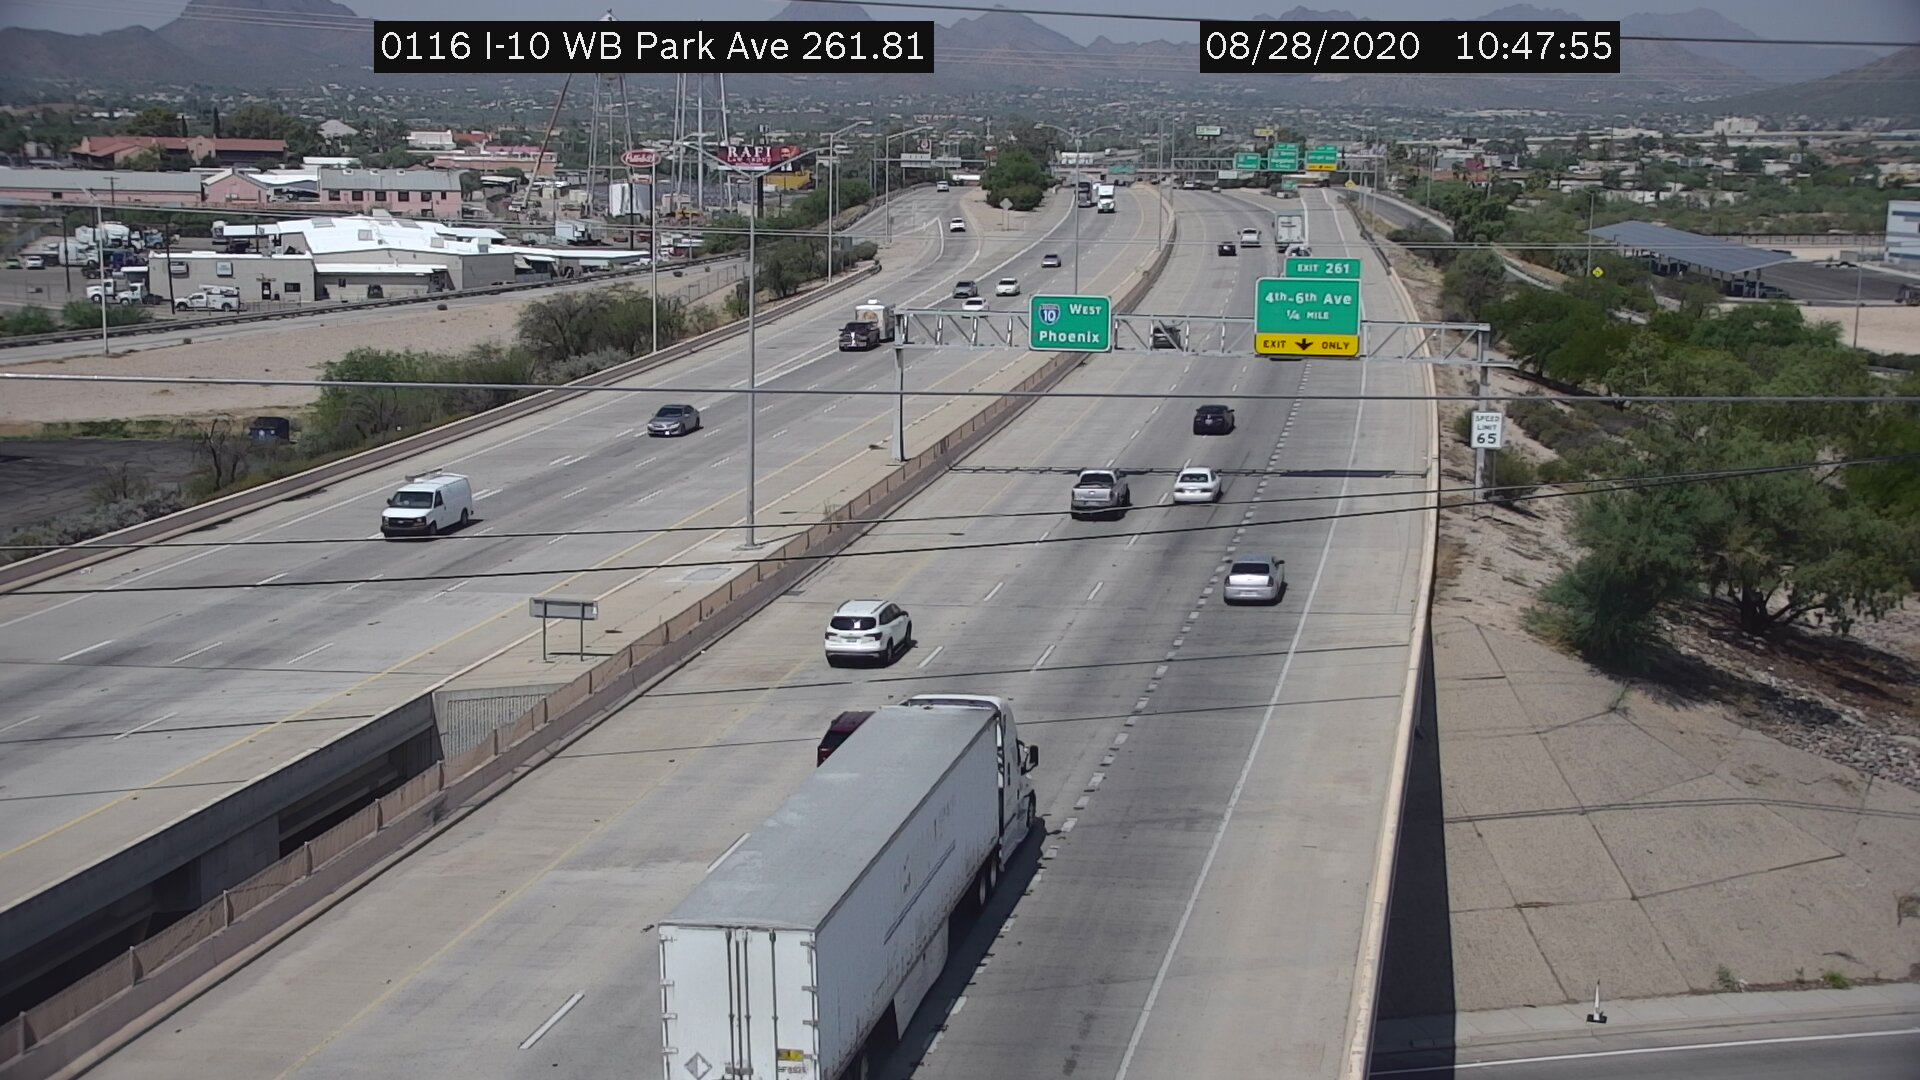 0116 I-10 WB Park Ave 261.81
08/28/2020 10:47:55
RAFI
Peterbilt
EXIT 261
10 WEST
Phoenix
4th-6th Ave
1/4 MILE
EXIT ONLY
SPEED
LIMIT
65